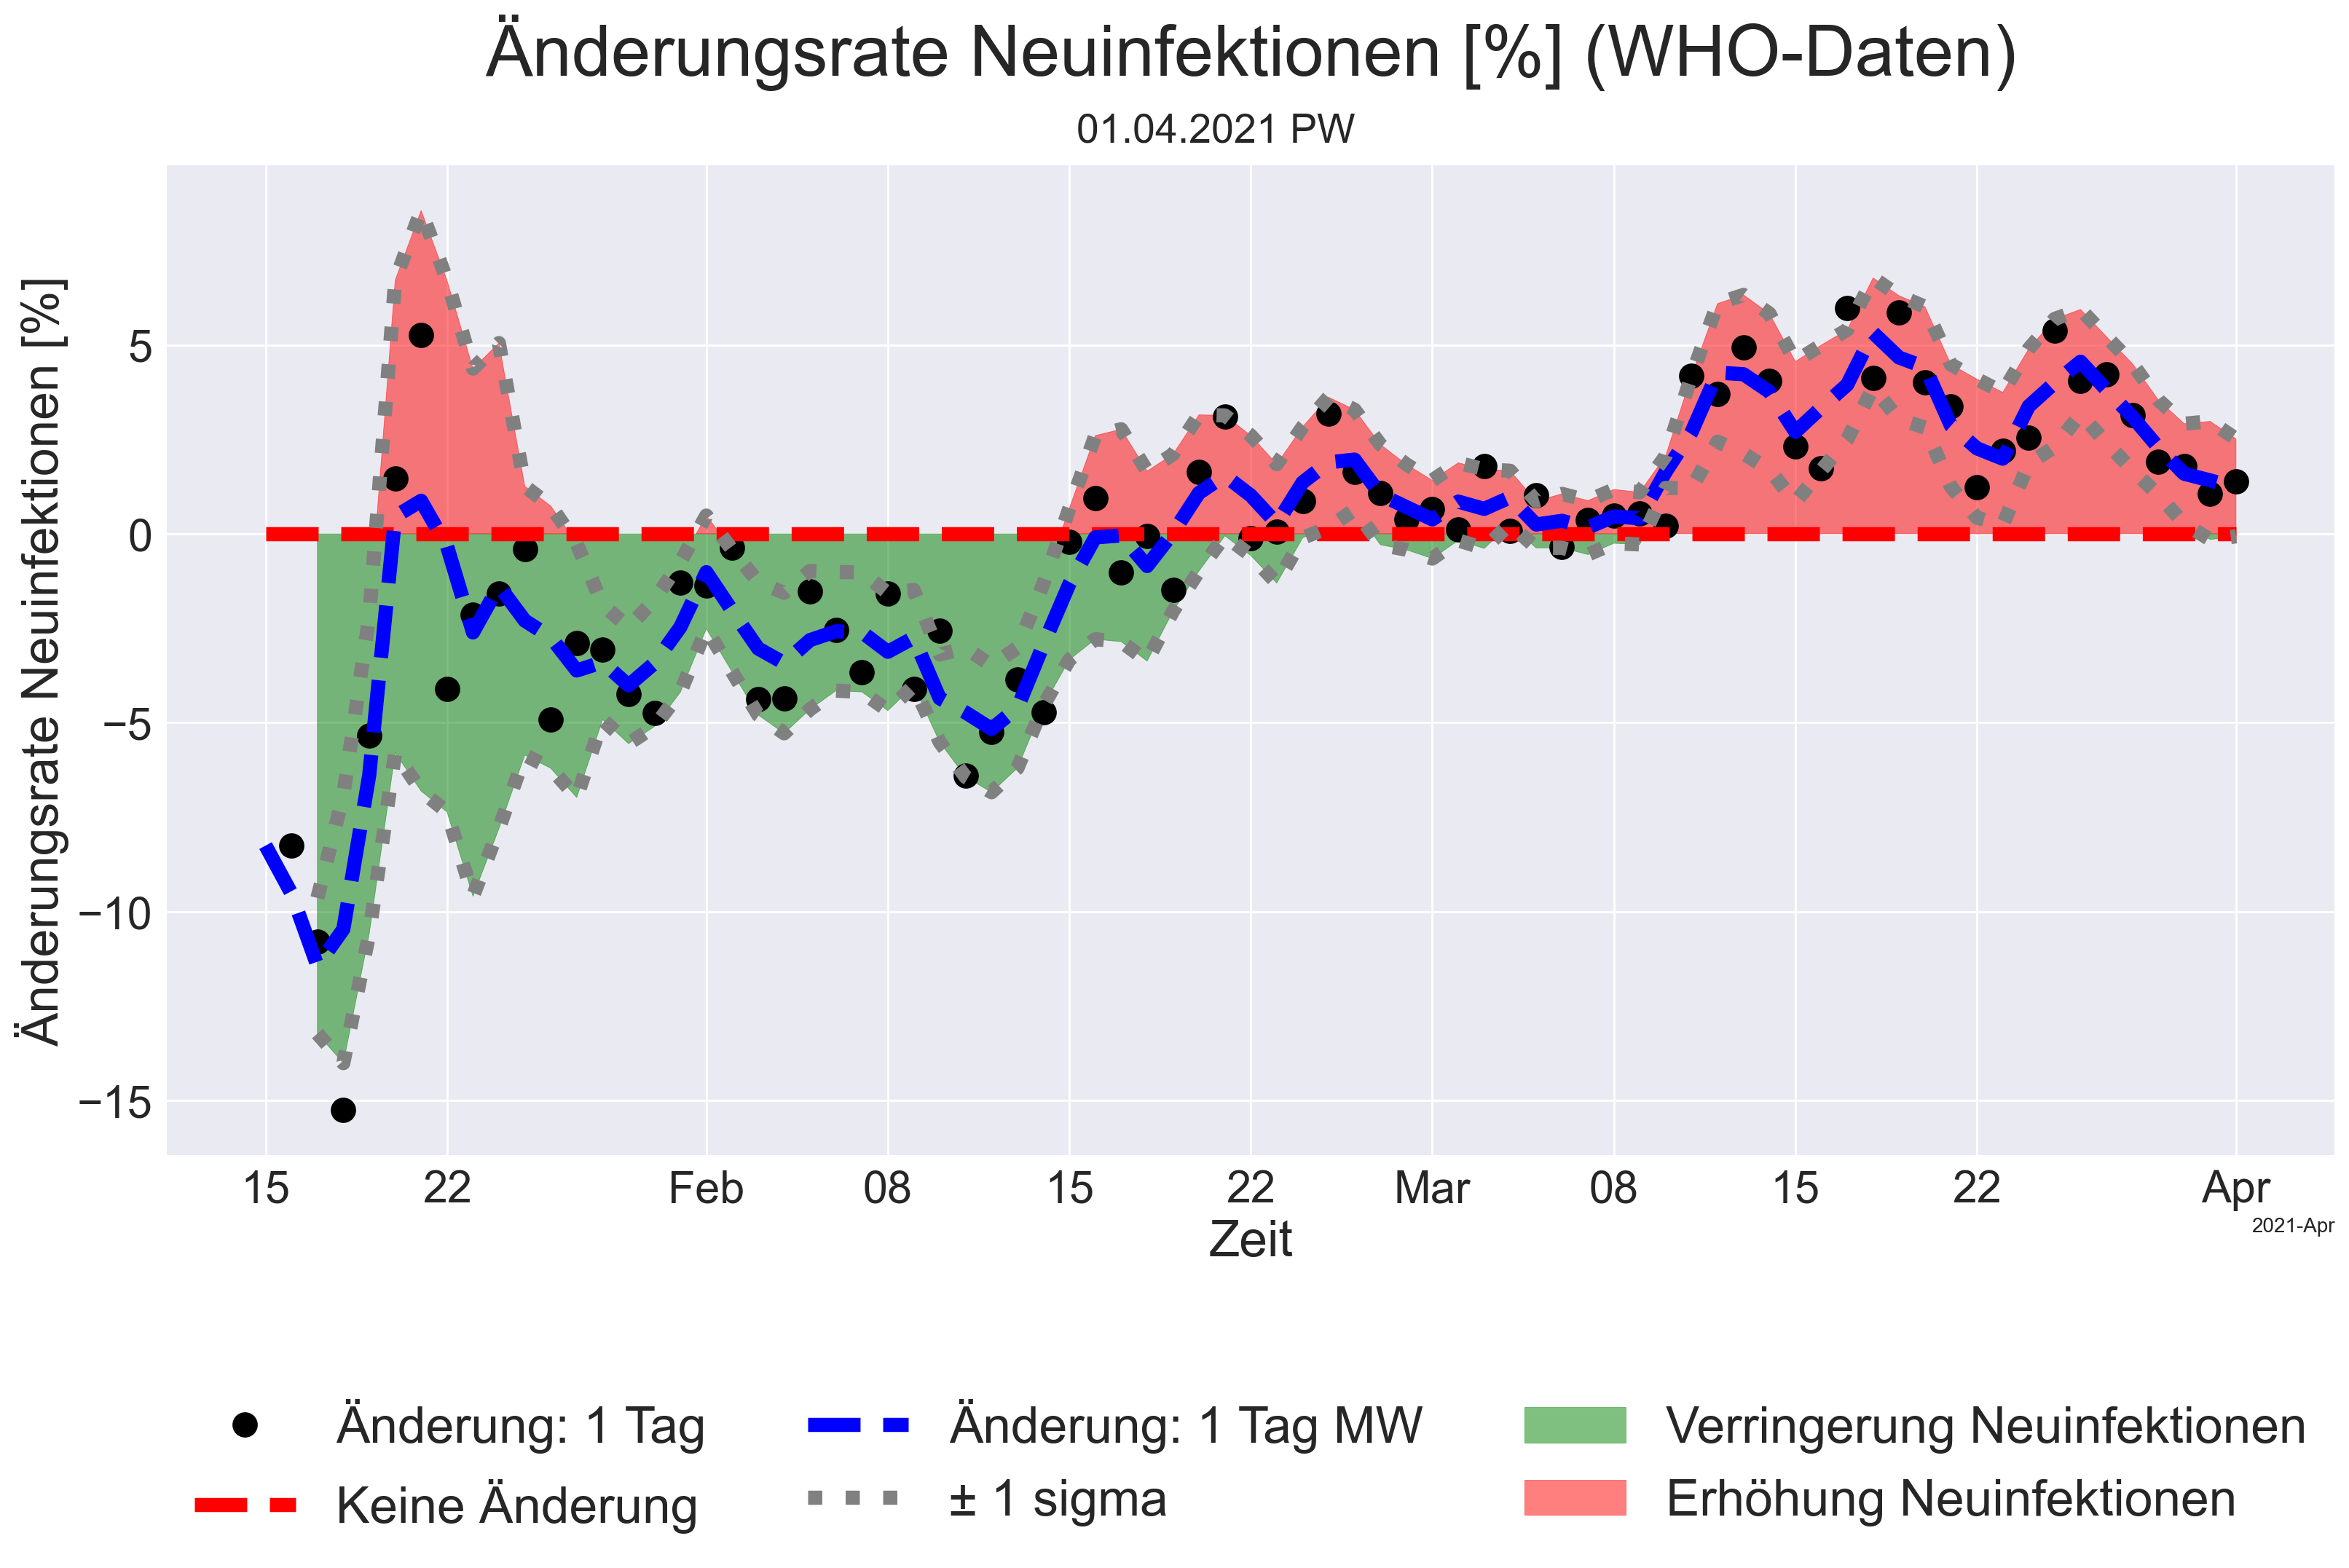 Änderungsrate Neuinfektionen [%] (WHO-Daten)
01.04.2021 PW
Änderungsrate Neuinfektionen [%]
5
0
−5
−10
−15
15 22 Feb 08 15 22 Mar 08 15 22 Apr
Zeit
2021-Apr
Änderung: 1 Tag
Keine Änderung
Änderung: 1 Tag MW
± 1 sigma
Verringerung Neuinfektionen
Erhöhung Neuinfektionen